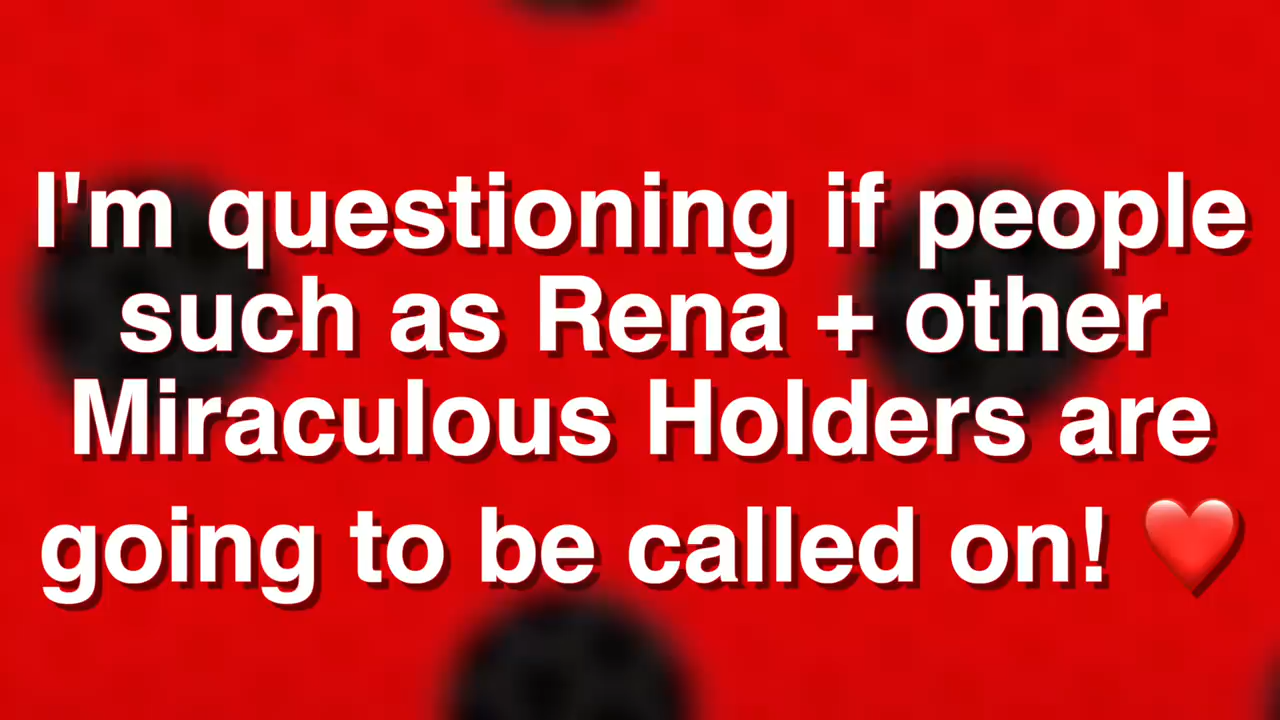 I'm questioning if people
such as Rena + other
Miraculous Holders are
going to be called on! ❤️